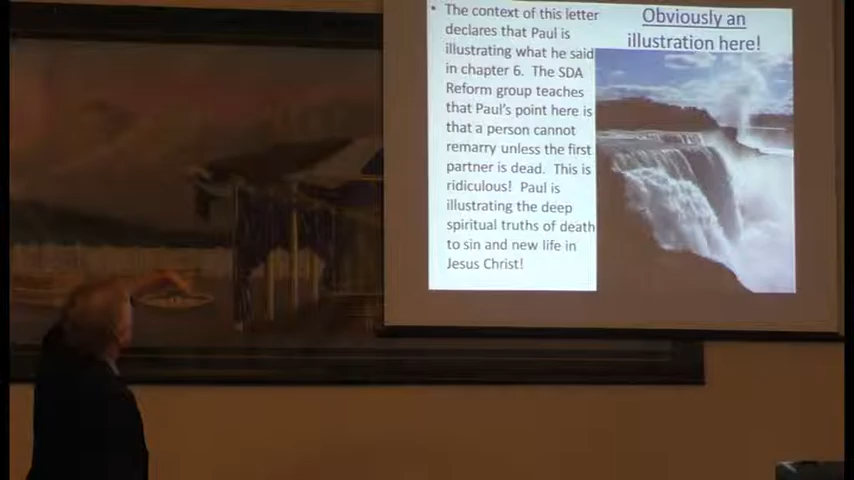 • The context of this letter
declares that Paul is
illustrating what he said
in chapter 6. The SDA
Reform group teaches
that Paul's point here is
that a person cannot
remarry unless the first
partner is dead. This is
ridiculous! Paul is
illustrating the deep
spiritual truths of death
to sin and new life in
Jesus Christ!
Obviously an
illustration here!